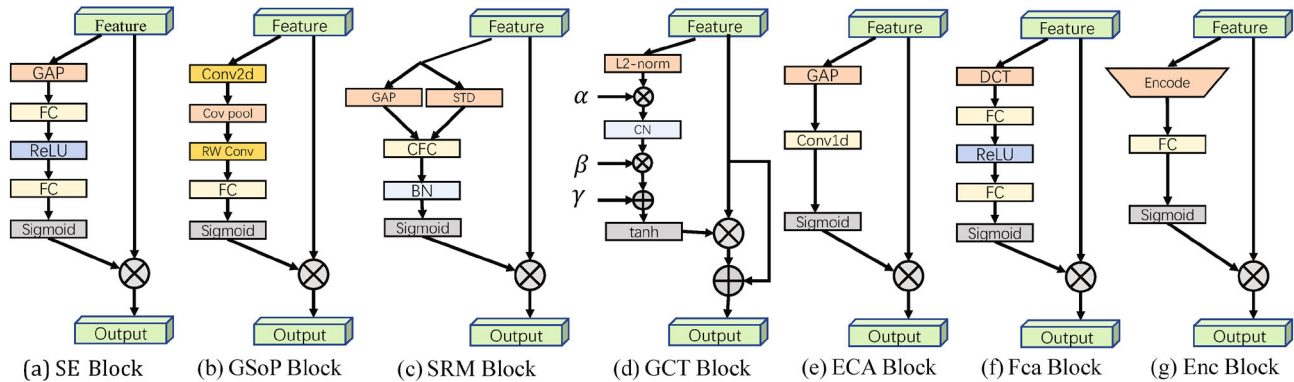 Feature
GAP
FC
ReLU
FC
Sigmoid
Output
(a) SE Block
Feature
Conv2d
Cov pool
RW Conv
FC
Sigmoid
Output
(b) GSoP Block
Feature
GAP
STD
CFC
BN
Sigmoid
Output
(c) SRM Block
Feature
L2-norm
α
CN
β
γ
tanh
Output
(d) GCT Block
Feature
GAP
Conv1d
Sigmoid
Output
(e) ECA Block
Feature
DCT
FC
ReLU
FC
Sigmoid
Output
(f) Fca Block
Feature
Encode
FC
Sigmoid
Output
(g) Enc Block